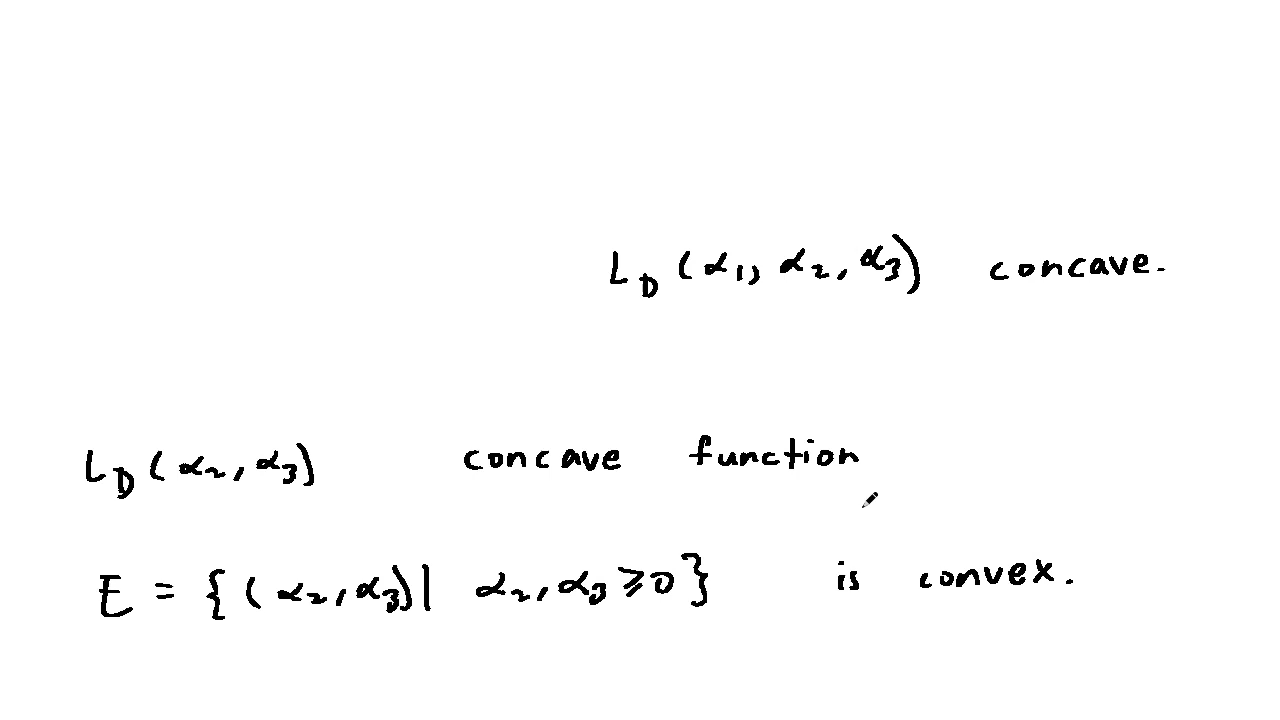 L_D (α₁, α₂, α₃) concave.
L_D (α₂, α₃) concave function
E = { (α₂, α₃) | α₂, α₃ ⩾ 0 } is convex.